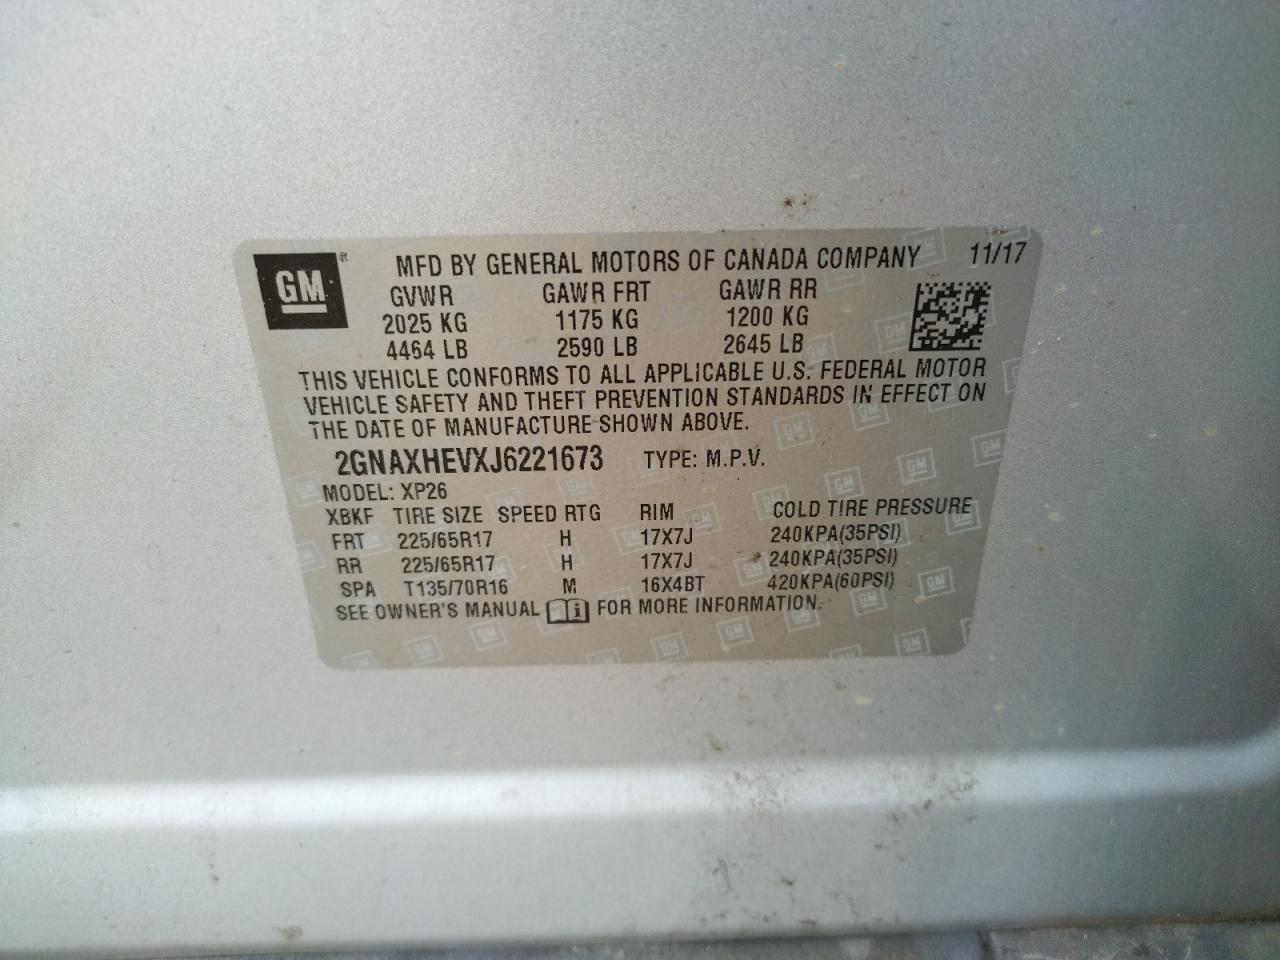 GM® MFD BY GENERAL MOTORS OF CANADA COMPANY 11/17
GVWR GAWR FRT GAWR RR
2025 KG 1175 KG 1200 KG
4464 LB 2590 LB 2645 LB
THIS VEHICLE CONFORMS TO ALL APPLICABLE U.S. FEDERAL MOTOR
VEHICLE SAFETY AND THEFT PREVENTION STANDARDS IN EFFECT ON
THE DATE OF MANUFACTURE SHOWN ABOVE.
2GNAXHEVXJ6221673 TYPE: M.P.V.
MODEL: XP26
XBKF TIRE SIZE SPEED RTG RIM COLD TIRE PRESSURE
FRT 225/65R17 H 17X7J 240KPA(35PSI)
RR 225/65R17 H 17X7J 240KPA(35PSI)
SPA T135/70R16 M 16X4BT 420KPA(60PSI)
SEE OWNER'S MANUAL FOR MORE INFORMATION.